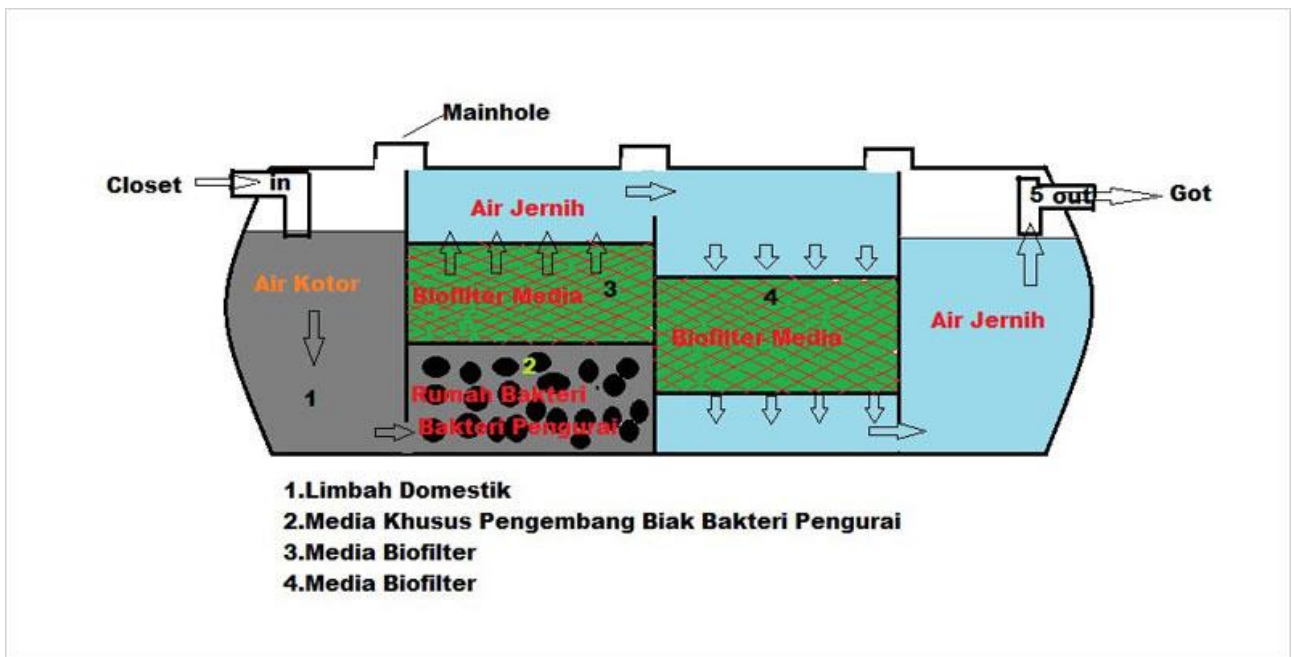 Mainhole
Closet
in
5 out
Got
Air Jernih
Air Kotor
Biofilter Media 3
4
Biofilter Media
Air Jernih
2
Rumah Bakteri
Bakteri Pengurai
1
1.Limbah Domestik
2.Media Khusus Pengembang Biak Bakteri Pengurai
3.Media Biofilter
4.Media Biofilter